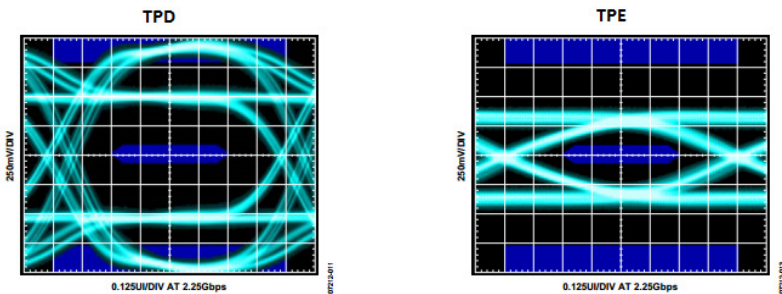 TPD
TPE
250mV/DIV
250mV/DIV
0.125UI/DIV AT 2.25Gbps
0.125UI/DIV AT 2.25Gbps
07212-011